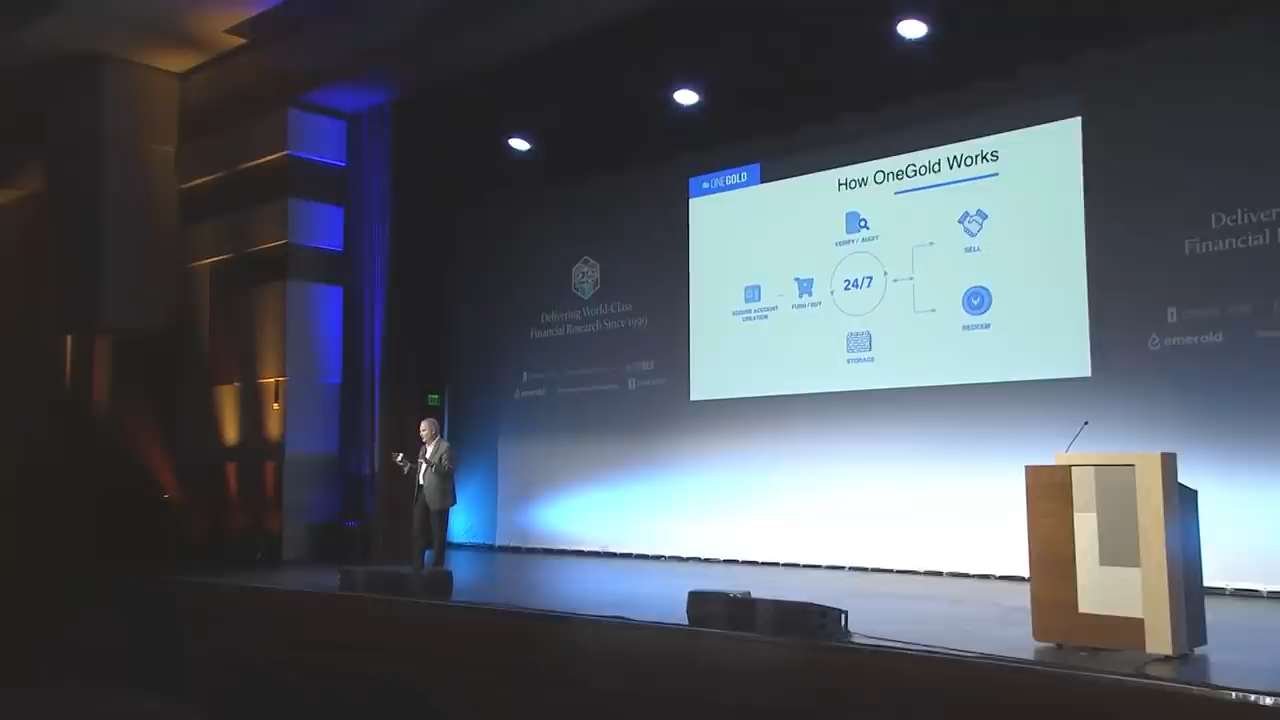 ONEGOLD
How OneGold Works
VERIFY / AUDIT
SELL
24/7
SECURE ACCOUNT
CREATION
FUND / BUY
REDEEM
STORAGE
Delivering World-Class
Financial Research Since 1999
emerald
Deliver
Financial
emerald